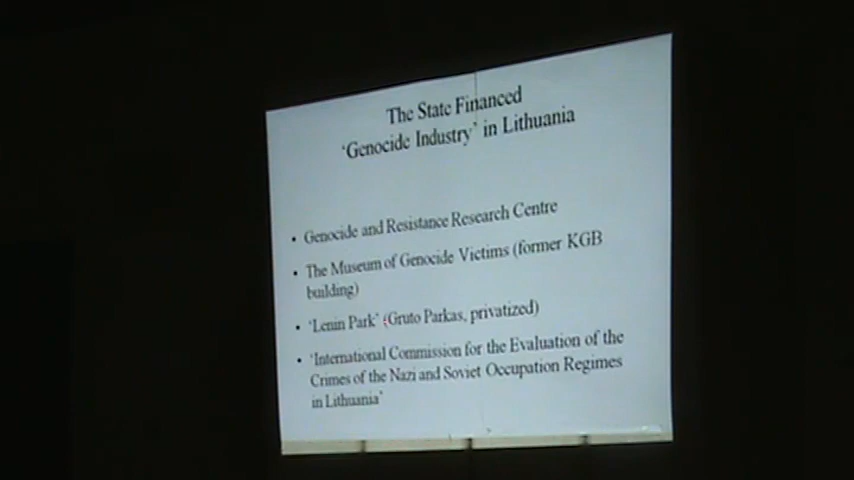 The State Financed
‘Genocide Industry’ in Lithuania
• Genocide and Resistance Research Centre
• The Museum of Genocide Victims (former KGB
building)
• ‘Lenin Park’ (Gruto Parkas, privatized)
• ‘International Commission for the Evaluation of the
Crimes of the Nazi and Soviet Occupation Regimes
in Lithuania’